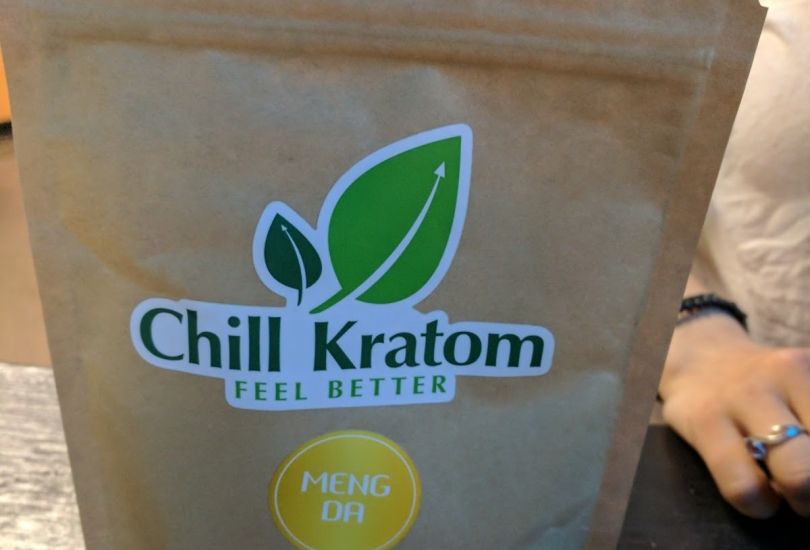 Chill Kratom
FEEL BETTER
MENG
DA